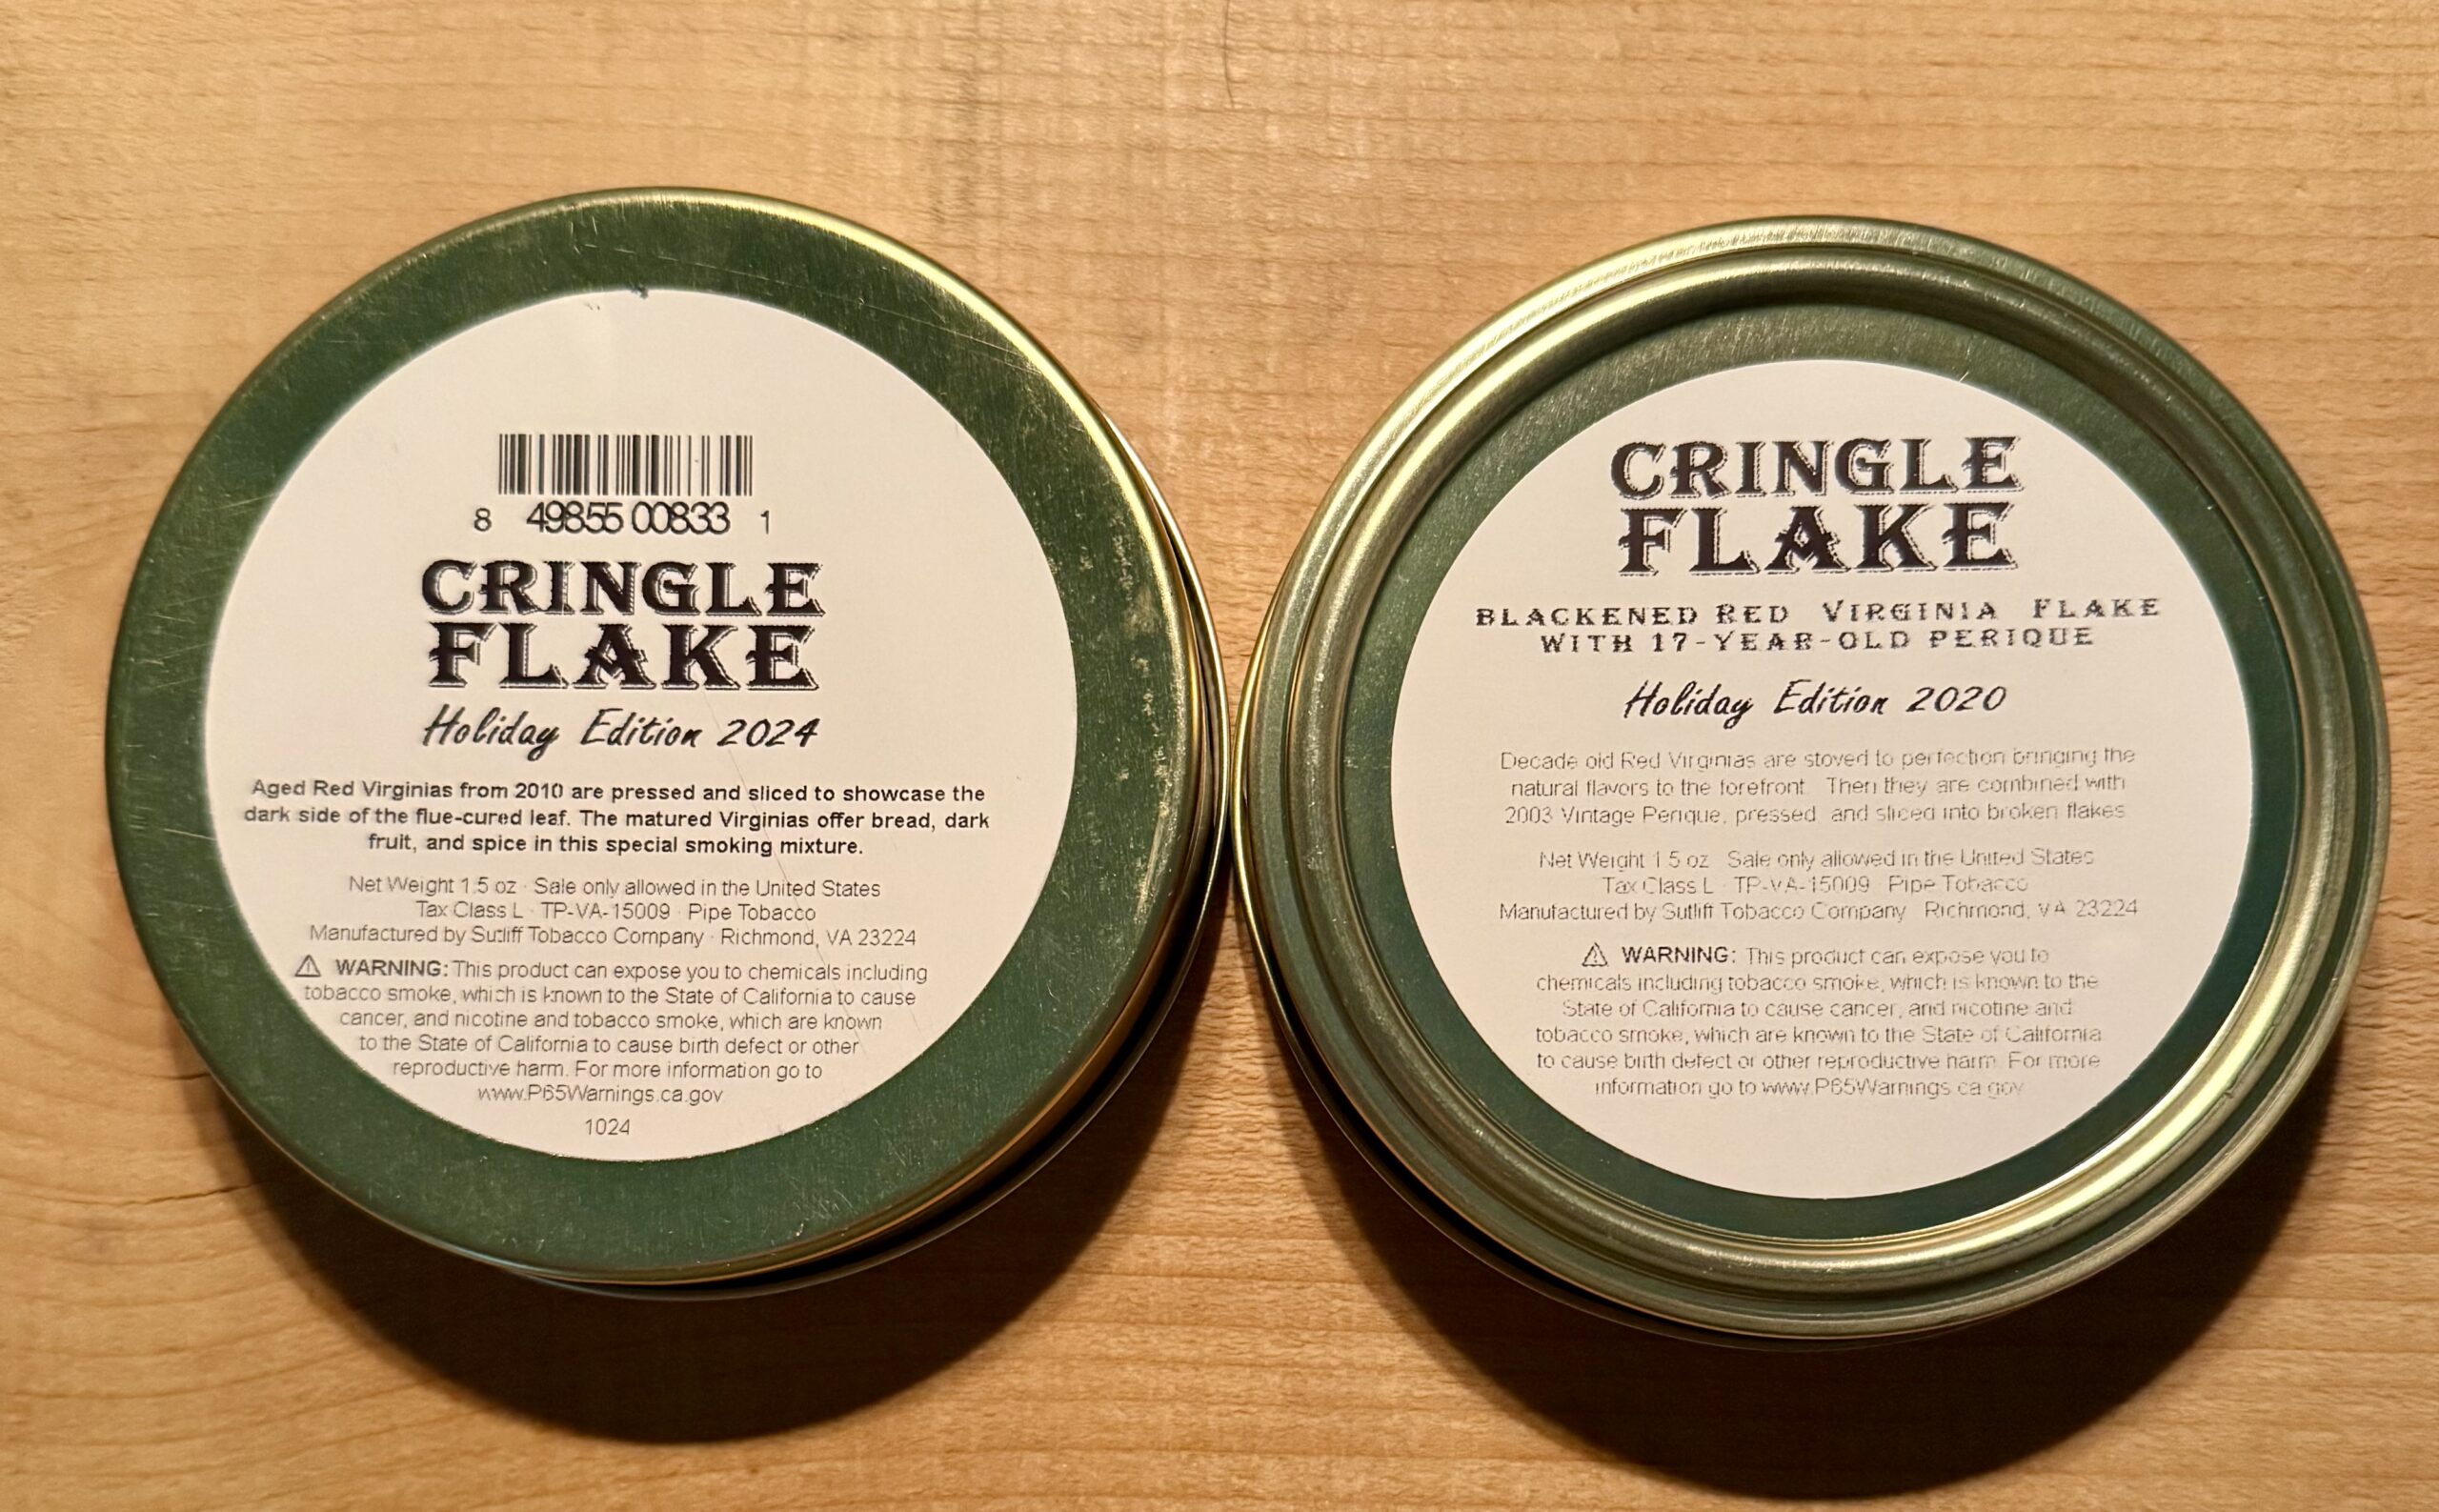 8 49855 00833 1
CRINGLE
FLAKE
Holiday Edition 2024
Aged Red Virginias from 2010 are pressed and sliced to showcase the
dark side of the flue-cured leaf. The matured Virginias offer bread, dark
fruit, and spice in this special smoking mixture.
Net Weight 1.5 oz · Sale only allowed in the United States
Tax Class L · TP-VA-15009 · Pipe Tobacco
Manufactured by Sutliff Tobacco Company · Richmond, VA 23224
⚠ WARNING: This product can expose you to chemicals including
tobacco smoke, which is known to the State of California to cause
cancer, and nicotine and tobacco smoke, which are known
to the State of California to cause birth defect or other
reproductive harm. For more information go to
www.P65Warnings.ca.gov
1024
CRINGLE
FLAKE
BLACKENED RED VIRGINIA FLAKE
WITH 17-YEAR-OLD PERIQUE
Holiday Edition 2020
Decade old Red Virginias are stoved to perfection bringing the
natural flavors to the forefront. Then they are combined with
2003 Vintage Perique, pressed and sliced into broken flakes.
Net Weight 1.5 oz · Sale only allowed in the United States
Tax Class L · TP-VA-15009 · Pipe Tobacco
Manufactured by Sutliff Tobacco Company · Richmond, VA 23224
⚠ WARNING: This product can expose you to
chemicals including tobacco smoke, which is known to the
State of California to cause cancer, and nicotine and
tobacco smoke, which are known to the State of California
to cause birth defect or other reproductive harm. For more
information go to www.P65Warnings.ca.gov